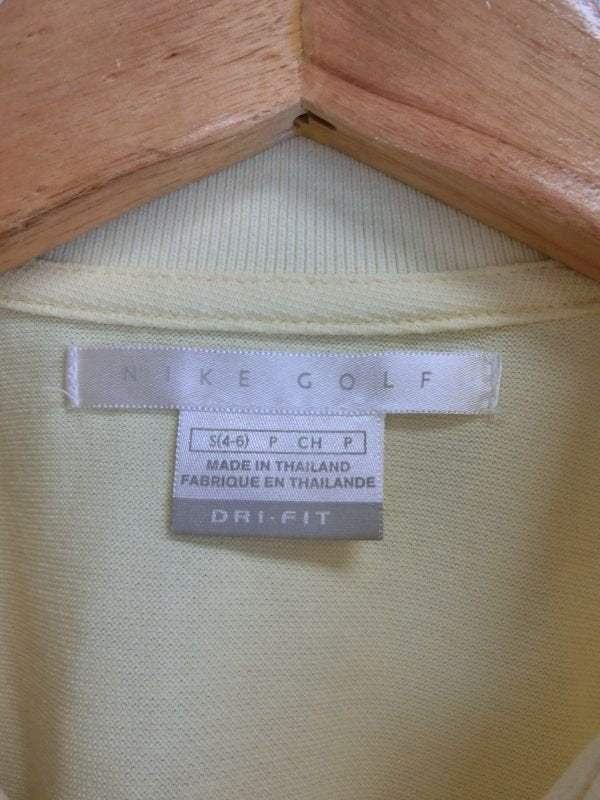 NIKE GOLF
S(4-6) P CH P
MADE IN THAILAND
FABRIQUE EN THAILANDE
DRI-FIT